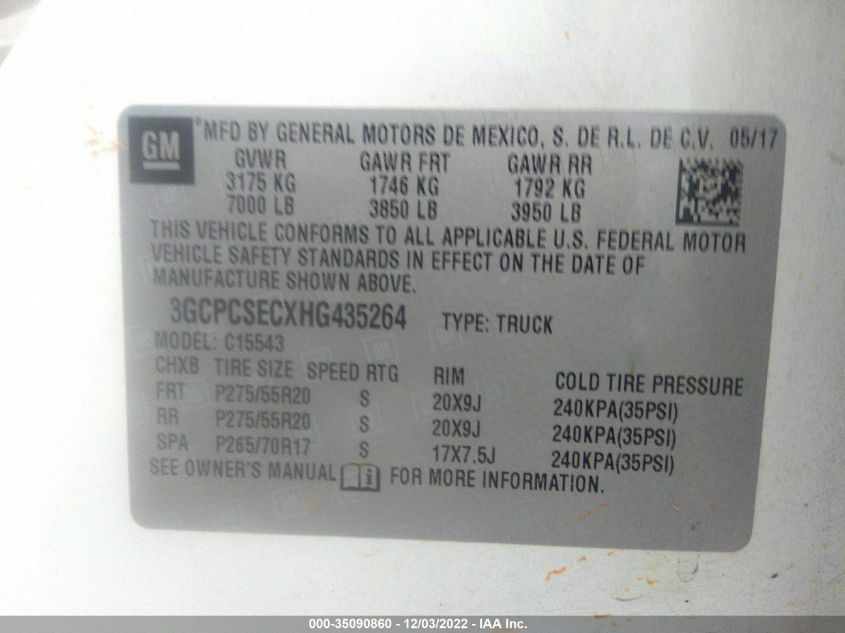 GM ® MFD BY GENERAL MOTORS DE MEXICO, S. DE R.L. DE C.V. 05/17
GVWR GAWR FRT GAWR RR
3175 KG 1746 KG 1792 KG
7000 LB 3850 LB 3950 LB
THIS VEHICLE CONFORMS TO ALL APPLICABLE U.S. FEDERAL MOTOR
VEHICLE SAFETY STANDARDS IN EFFECT ON THE DATE OF
MANUFACTURE SHOWN ABOVE.
3GCPCSECXHG435264 TYPE: TRUCK
MODEL: C15543
CHXB TIRE SIZE SPEED RTG RIM COLD TIRE PRESSURE
FRT P275/55R20 S 20X9J 240KPA(35PSI)
RR P275/55R20 S 20X9J 240KPA(35PSI)
SPA P265/70R17 S 17X7.5J 240KPA(35PSI)
SEE OWNER'S MANUAL i FOR MORE INFORMATION.
000-35090860 - 12/03/2022 - IAA Inc.